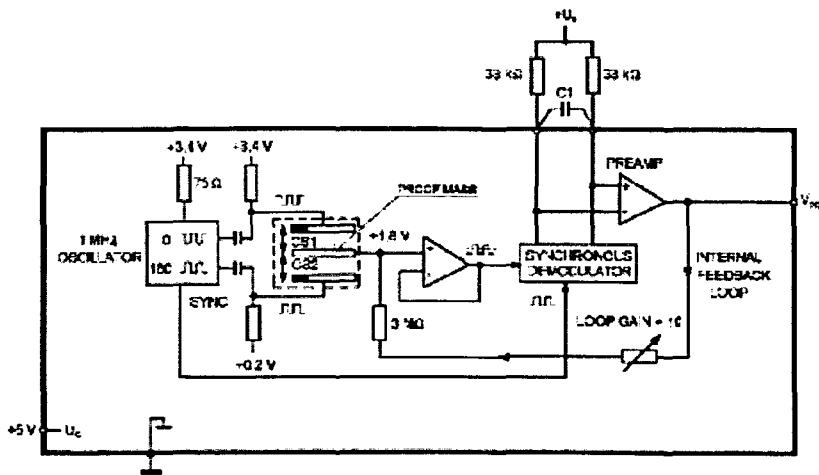 +Us
33 kΩ
33 kΩ
C1
+3,4 V
+3,4 V
75 Ω
PREAMP
PROOF MASS
1 MHz
OSCILLATOR
0
180
CS1
CS2
+1,8 V
SYNC
SYNCHRONOUS
DEMODULATOR
INTERNAL
FEEDBACK
LOOP
3 MΩ
LOOP GAIN = 10
+0,2 V
+5 V